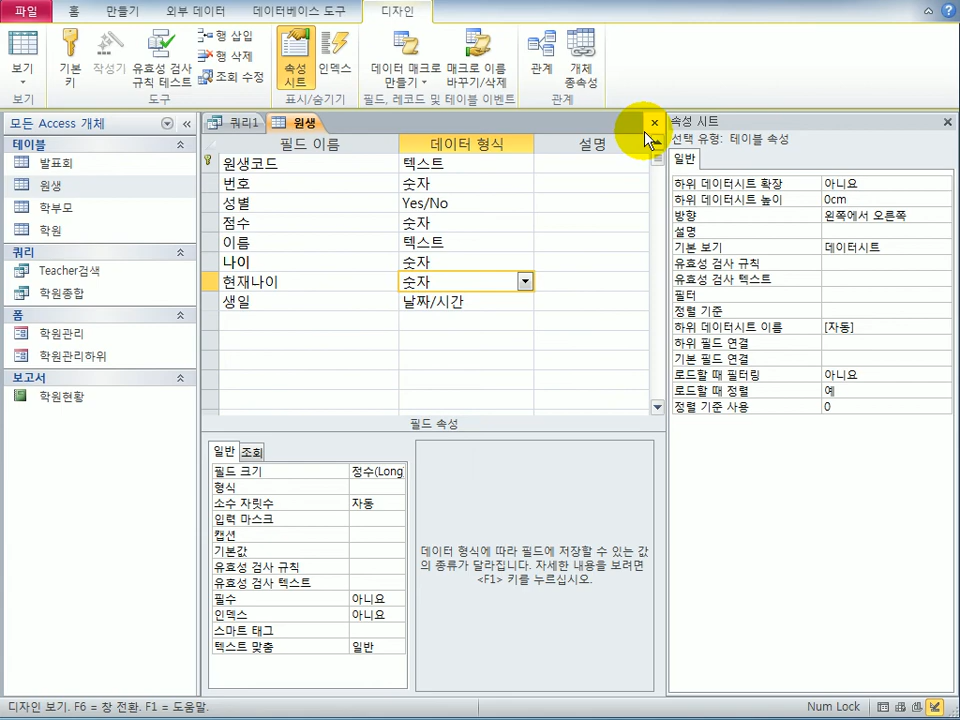 파일 홈 만들기 외부 데이터 데이터베이스 도구 디자인
보기
기본 키
작성기
유효성 검사 규칙 테스트
행 삽입
행 삭제
조회 수정
속성 시트
인덱스
데이터 매크로 만들기
매크로 이름 바꾸기/삭제
관계
개체 종속성
보기 도구 표시/숨기기 필드, 레코드 및 테이블 이벤트 관계
모든 Access 개체
테이블
발표회
원생
학부모
학원
쿼리
Teacher검색
학원종합
폼
학원관리
학원관리하위
보고서
학원현황
쿼리1 원생
필드 이름 데이터 형식 설명
원생코드 텍스트
번호 숫자
성별 Yes/No
점수 숫자
이름 텍스트
나이 숫자
현재나이 숫자
생일 날짜/시간
필드 속성
일반 조회
필드 크기 정수(Long
형식
소수 자릿수 자동
입력 마스크
캡션
기본값
유효성 검사 규칙
유효성 검사 텍스트
필수 아니요
인덱스 아니요
스마트 태그
텍스트 맞춤 일반
데이터 형식에 따라 필드에 저장할 수 있는 값
의 종류가 달라집니다. 자세한 내용을 보려면
<F1> 키를 누르십시오.
속성 시트
선택 유형: 테이블 속성
일반
하위 데이터시트 확장 아니요
하위 데이터시트 높이 0cm
방향 왼쪽에서 오른쪽
설명
기본 보기 데이터시트
유효성 검사 규칙
유효성 검사 텍스트
필터
정렬 기준
하위 데이터시트 이름 [자동]
하위 필드 연결
기본 필드 연결
로드할 때 필터링 아니요
로드할 때 정렬 예
정렬 기준 사용 0
디자인 보기. F6 = 창 전환. F1 = 도움말.
Num Lock